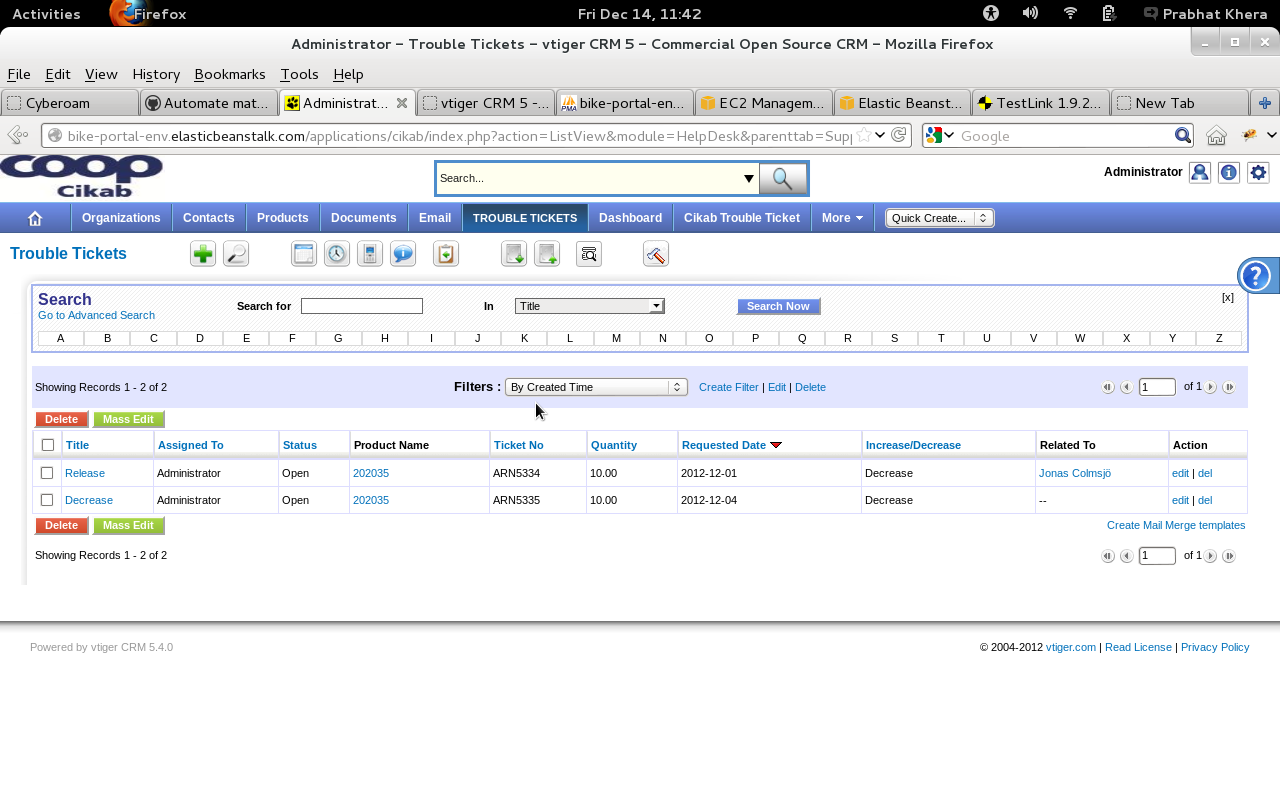 Activities Firefox Fri Dec 14, 11:42 Prabhat Khera
Administrator – Trouble Tickets – vtiger CRM 5 – Commercial Open Source CRM – Mozilla Firefox
File Edit View History Bookmarks Tools Help
Cyberoam Automate mat... Administrat... vtiger CRM 5 -... bike-portal-en... EC2 Managem... Elastic Beanst... TestLink 1.9.2... New Tab
bike-portal-env.elasticbeanstalk.com/applications/cikab/index.php?action=ListView&module=HelpDesk&parenttab=Supp Google
coop Cikab Search... Administrator
Organizations Contacts Products Documents Email TROUBLE TICKETS Dashboard Cikab Trouble Ticket More Quick Create...
Trouble Tickets
Search [x]
Go to Advanced Search Search for In Title Search Now
A B C D E F G H I J K L M N O P Q R S T U V W X Y Z
Showing Records 1 - 2 of 2 Filters : By Created Time Create Filter | Edit | Delete 1 of 1
Delete Mass Edit
Title Assigned To Status Product Name Ticket No Quantity Requested Date Increase/Decrease Related To Action
Release Administrator Open 202035 ARN5334 10.00 2012-12-01 Decrease Jonas Colmsjö edit | del
Decrease Administrator Open 202035 ARN5335 10.00 2012-12-04 Decrease -- edit | del
Delete Mass Edit Create Mail Merge templates
Showing Records 1 - 2 of 2 1 of 1
Powered by vtiger CRM 5.4.0 © 2004-2012 vtiger.com | Read License | Privacy Policy